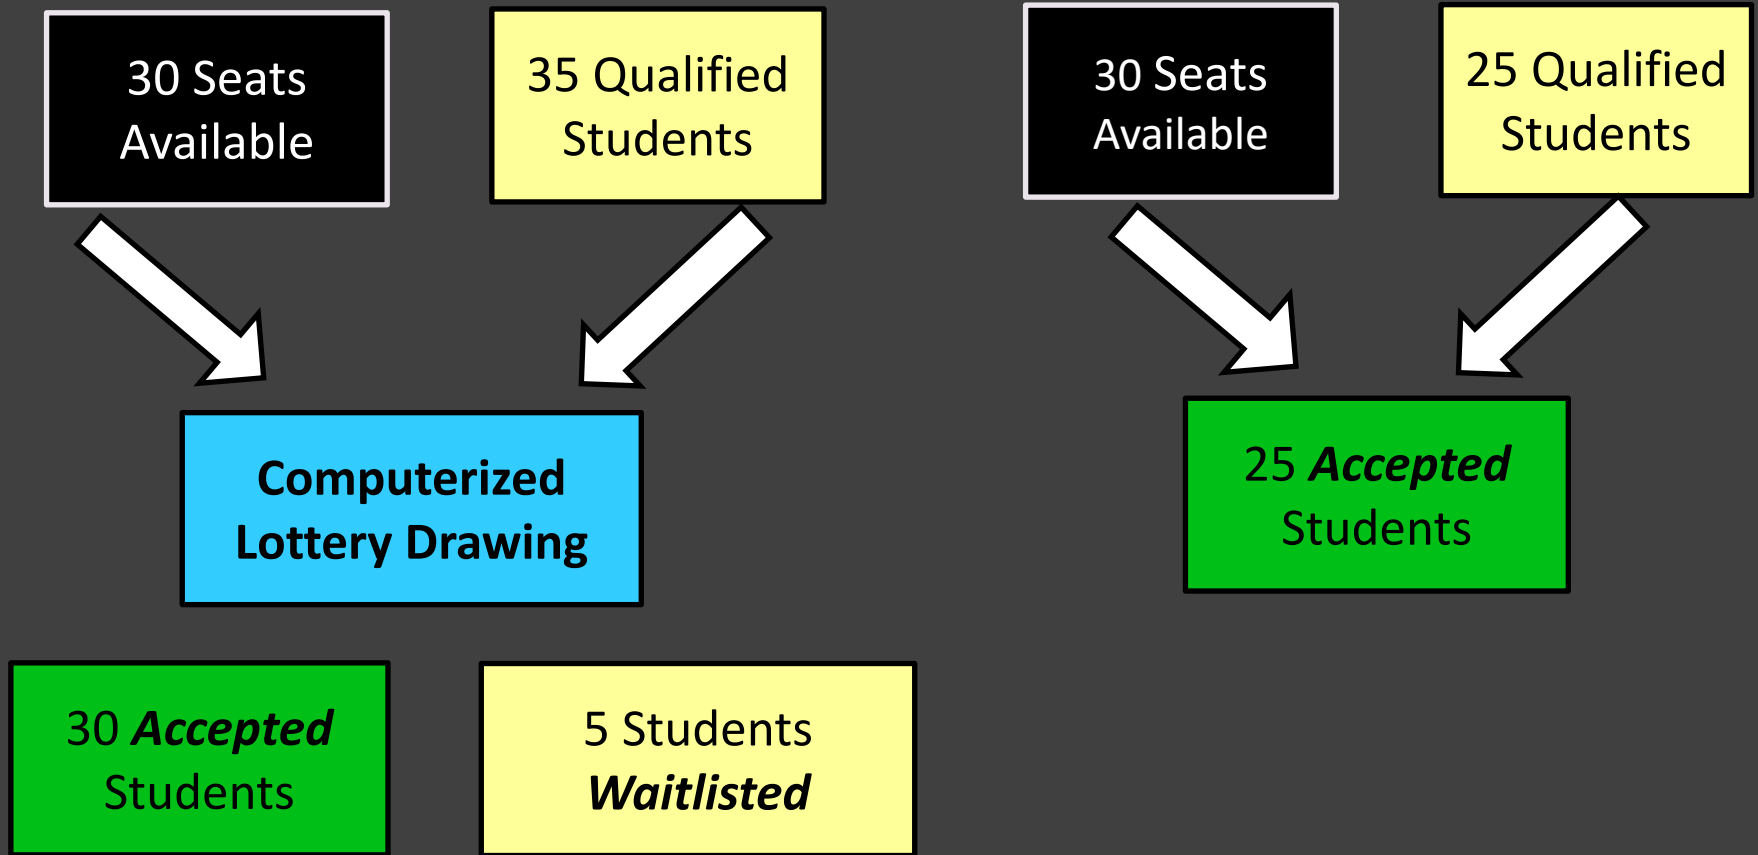 30 Seats
Available
35 Qualified
Students
30 Seats
Available
25 Qualified
Students
Computerized
Lottery Drawing
25 Accepted
Students
30 Accepted
Students
5 Students
Waitlisted